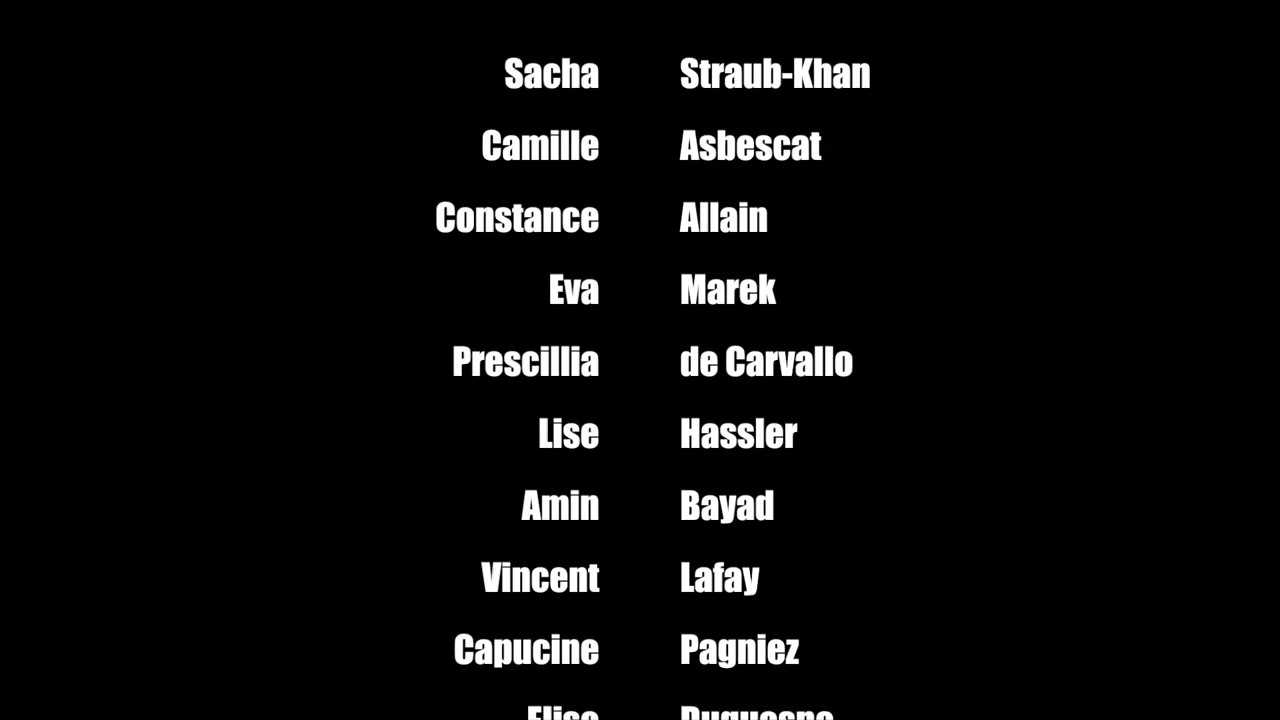 Sacha Straub-Khan
Camille Asbescat
Constance Allain
Eva Marek
Prescillia de Carvallo
Lise Hassler
Amin Bayad
Vincent Lafay
Capucine Pagniez